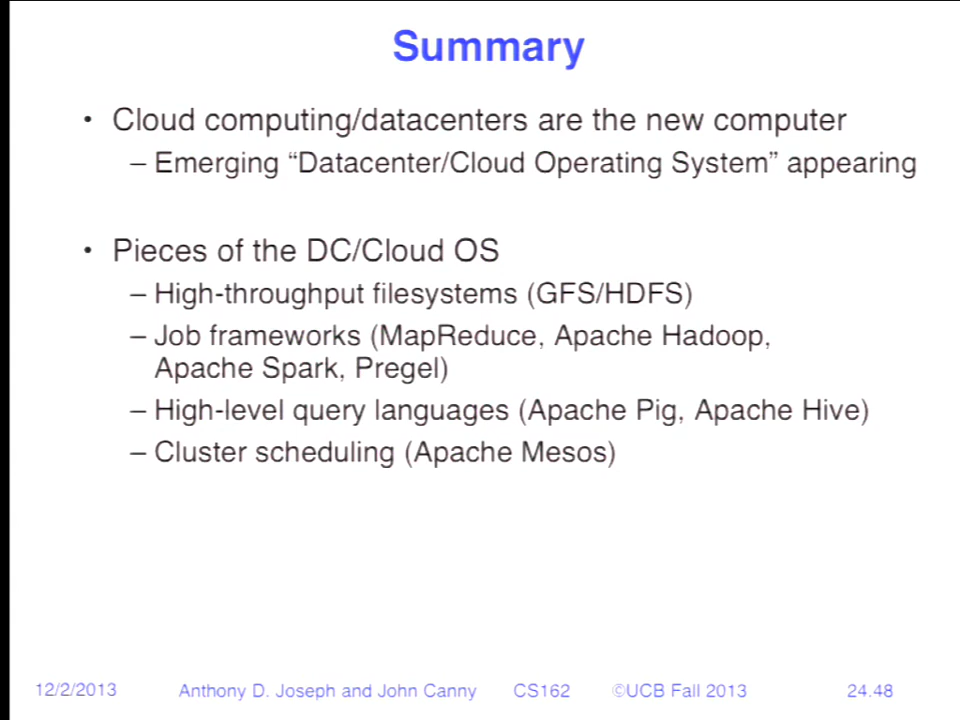 Summary
• Cloud computing/datacenters are the new computer
– Emerging “Datacenter/Cloud Operating System” appearing
• Pieces of the DC/Cloud OS
– High-throughput filesystems (GFS/HDFS)
– Job frameworks (MapReduce, Apache Hadoop,
Apache Spark, Pregel)
– High-level query languages (Apache Pig, Apache Hive)
– Cluster scheduling (Apache Mesos)
12/2/2013 Anthony D. Joseph and John Canny CS162 ©UCB Fall 2013 24.48